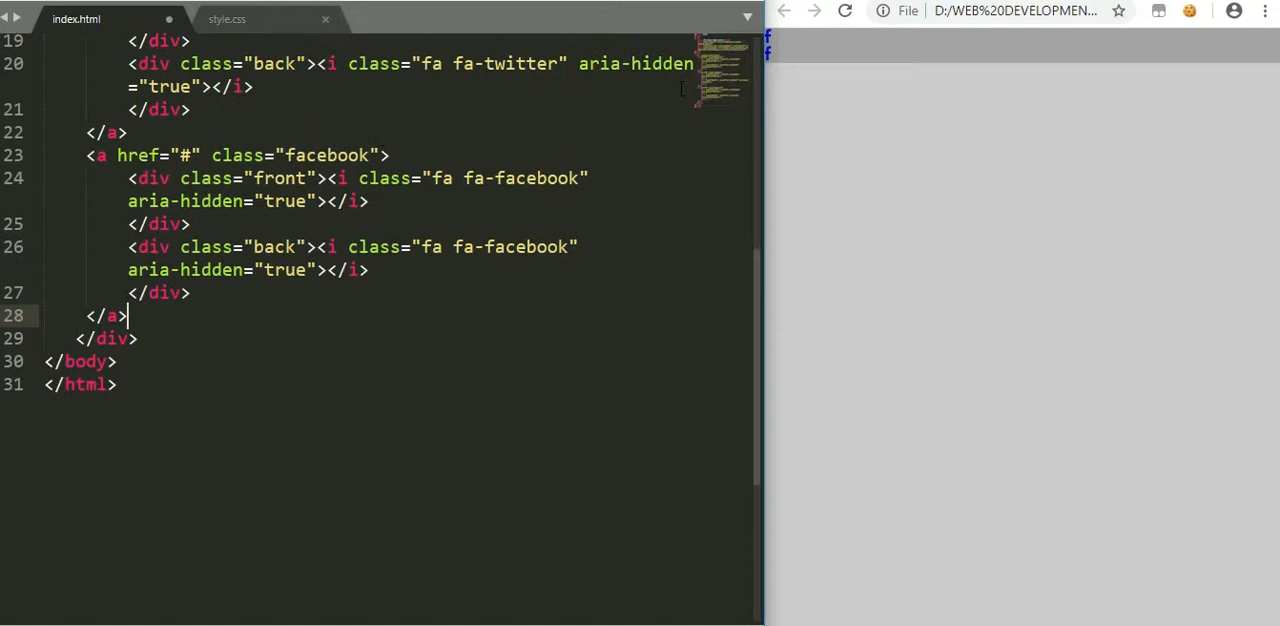 index.html
style.css
File
D:/WEB%20DEVELOPMEN...
19 </div>
20 <div class="back"><i class="fa fa-twitter" aria-hidden
="true"></i>
21 </div>
22 </a>
23 <a href="#" class="facebook">
24 <div class="front"><i class="fa fa-facebook"
aria-hidden="true"></i>
25 </div>
26 <div class="back"><i class="fa fa-facebook"
aria-hidden="true"></i>
27 </div>
28 </a>
29 </div>
30 </body>
31 </html>
f
f